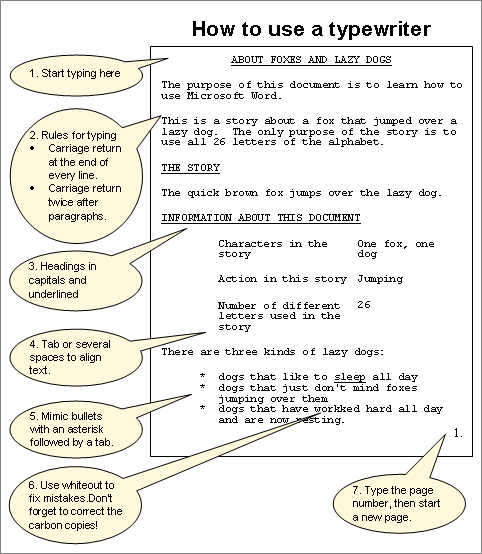 How to use a typewriter
ABOUT FOXES AND LAZY DOGS
1. Start typing here
The purpose of this document is to learn how to
use Microsoft Word.
This is a story about a fox that jumped over a
lazy dog.  The only purpose of the story is to
use all 26 letters of the alphabet.
2. Rules for typing
• Carriage return
at the end of
every line.
• Carriage return
twice after
paragraphs.
THE STORY
The quick brown fox jumps over the lazy dog.
INFORMATION ABOUT THIS DOCUMENT
3. Headings in
capitals and
underlined
Characters in the story
One fox, one dog
Action in this story
Jumping
Number of different
letters used in the
story
26
4. Tab or several
spaces to align
text.
There are three kinds of lazy dogs:
* dogs that like to sleep all day
* dogs that just don't mind foxes
jumping over them
* dogs that have workked hard all day
and are now resting.
5. Mimic bullets
with an asterisk
followed by a tab.
1.
6. Use whiteout to
fix mistakes.Don't
forget to correct the
carbon copies!
7. Type the page
number, then start
a new page.